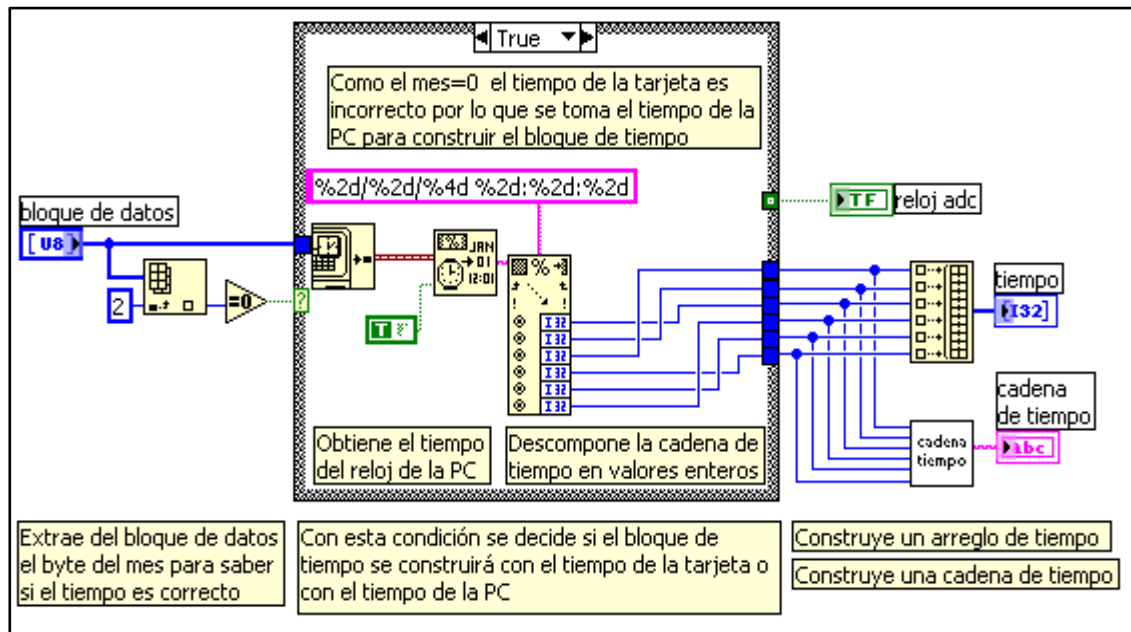 True
Como el mes=0 el tiempo de la tarjeta es
incorrecto por lo que se toma el tiempo de la
PC para construir el bloque de tiempo
%2d/%2d/%4d %2d:%2d:%2d
bloque de datos
[U8]
2
=0
?
JAN
01
12:01
%
T
I32
I32
I32
I32
I32
I32
TF
reloj adc
tiempo
I32]
cadena
de tiempo
abc
cadena
tiempo
Obtiene el tiempo
del reloj de la PC
Descompone la cadena de
tiempo en valores enteros
Extrae del bloque de datos
el byte del mes para saber
si el tiempo es correcto
Con esta condición se decide si el bloque de
tiempo se construirá con el tiempo de la tarjeta o
con el tiempo de la PC
Construye un arreglo de tiempo
Construye una cadena de tiempo